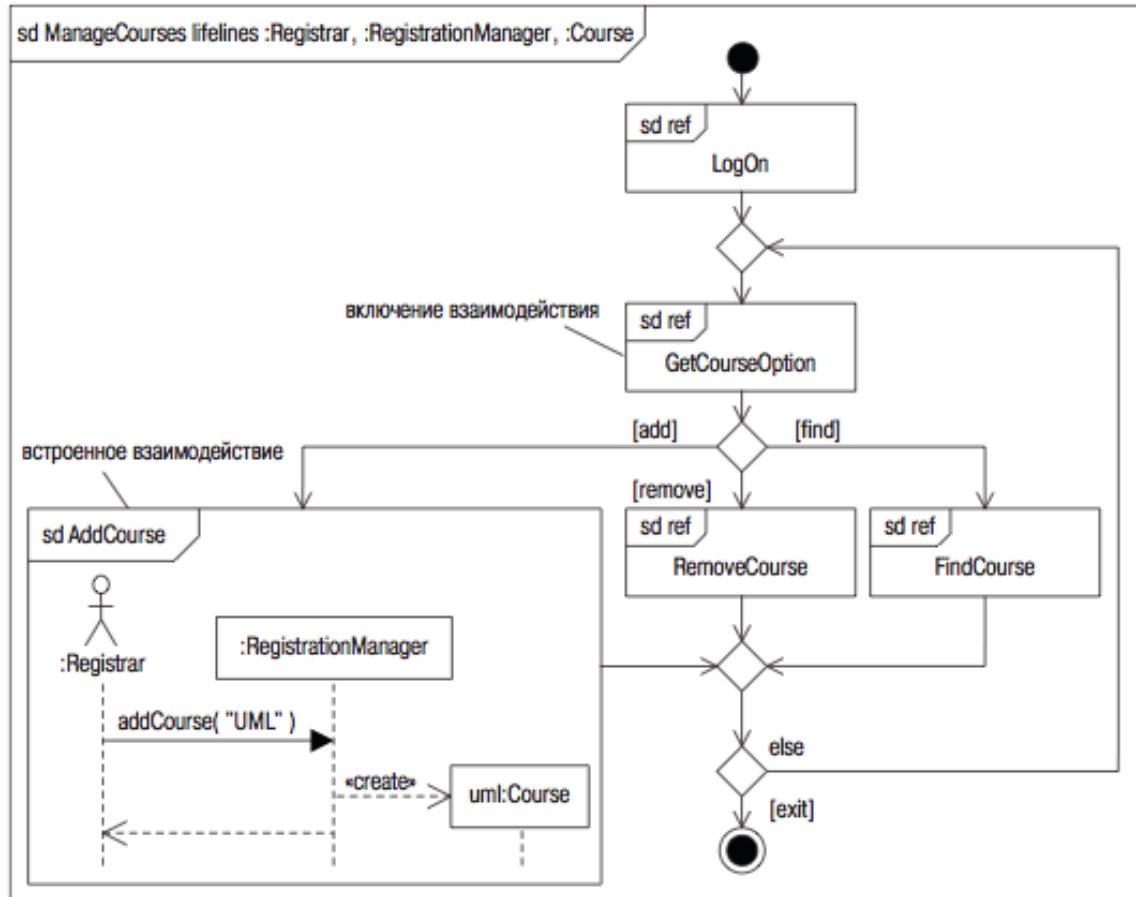 sd ManageCourses lifelines :Registrar, :RegistrationManager, :Course
sd ref
LogOn
включение взаимодействия
sd ref
GetCourseOption
[add]
[find]
встроенное взаимодействие
[remove]
sd AddCourse
sd ref
RemoveCourse
sd ref
FindCourse
:Registrar
:RegistrationManager
addCourse( "UML" )
«create»
uml:Course
else
[exit]